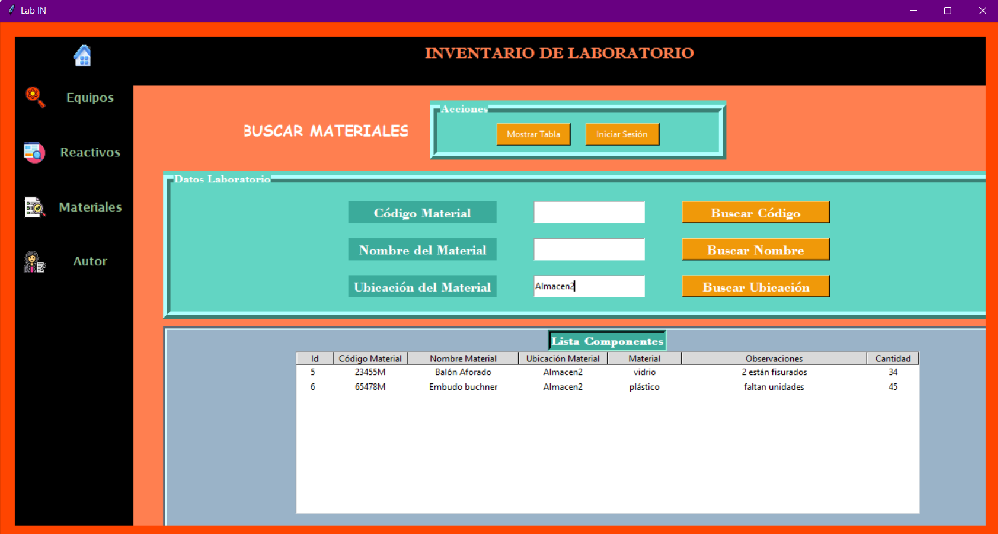 Lab IN
INVENTARIO DE LABORATORIO
Equipos
Reactivos
Materiales
Autor
BUSCAR MATERIALES
Acciones
Mostrar Tabla
Iniciar Sesión
Datos Laboratorio
Código Material
Buscar Código
Nombre del Material
Buscar Nombre
Ubicación del Material
Almacen2
Buscar Ubicación
Lista Componentes
Id Código Material Nombre Material Ubicación Material Material Observaciones Cantidad
5 23455M Balón Aforado Almacen2 vidrio 2 están fisurados 34
6 65478M Embudo buchner Almacen2 plástico faltan unidades 45